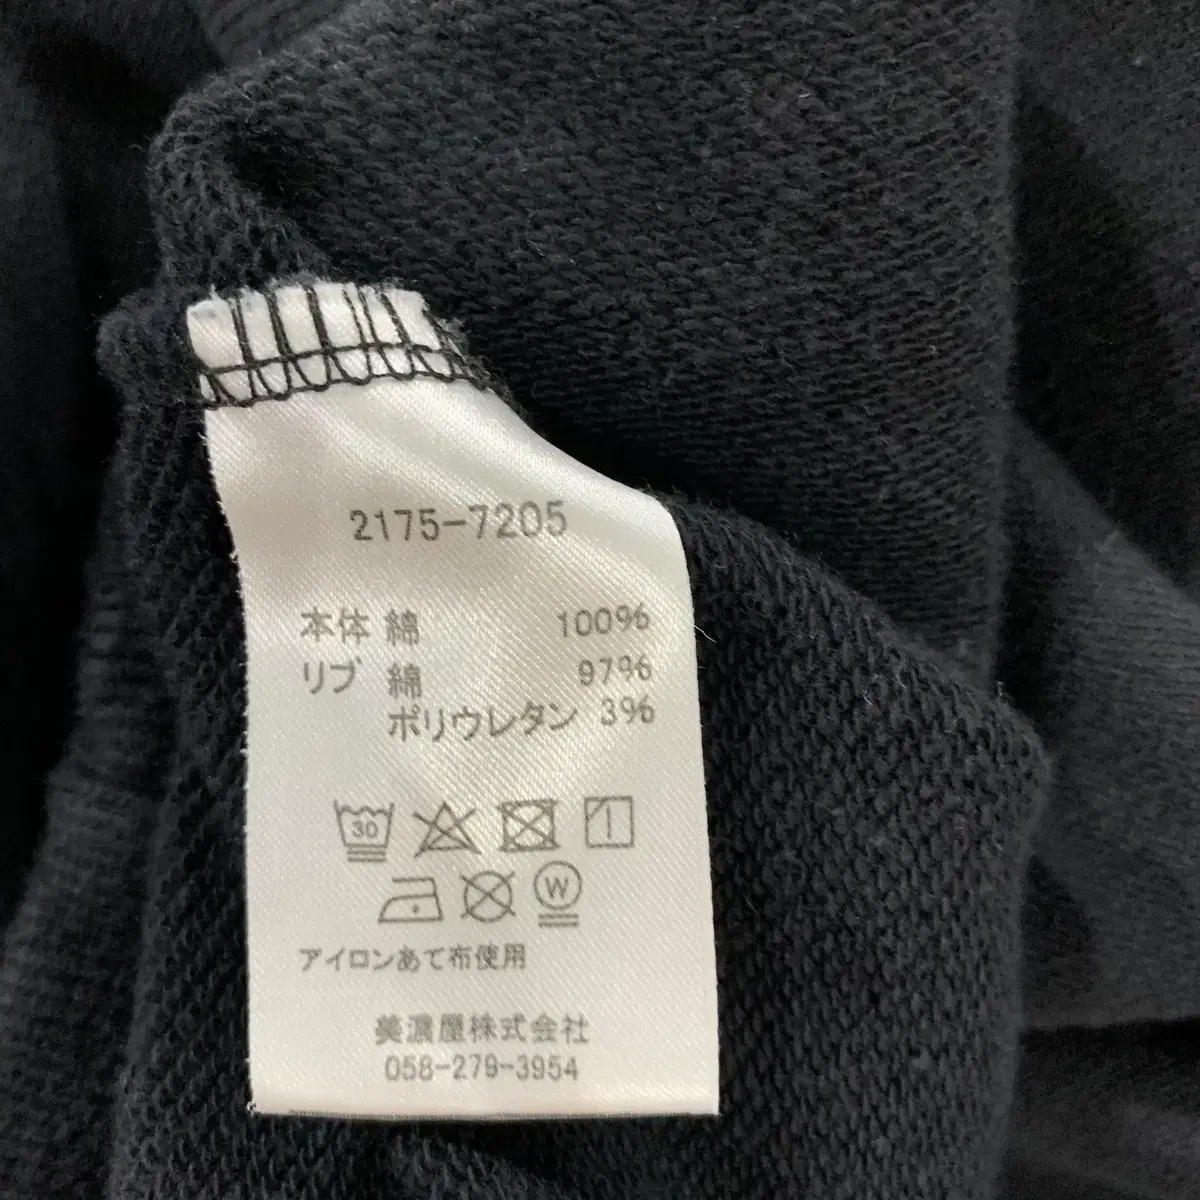 2175-7205
本体 綿 100%
リブ 綿 97%
ポリウレタン 3%
30
W
アイロンあて布使用
美濃屋株式会社
058-279-3954